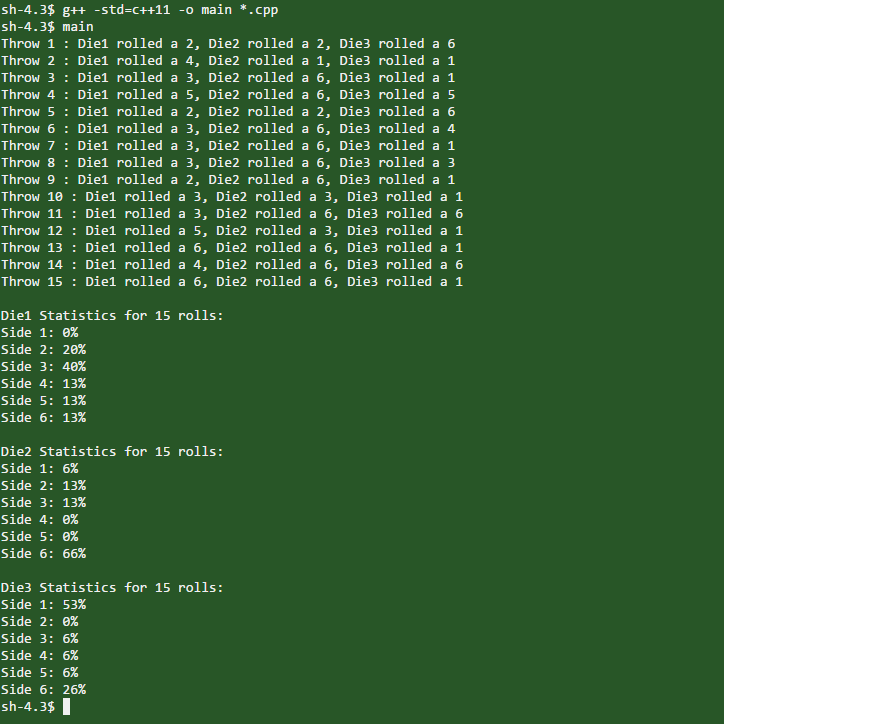 sh-4.3$ g++ -std=c++11 -o main *.cpp
sh-4.3$ main
Throw 1 : Die1 rolled a 2, Die2 rolled a 2, Die3 rolled a 6
Throw 2 : Die1 rolled a 4, Die2 rolled a 1, Die3 rolled a 1
Throw 3 : Die1 rolled a 3, Die2 rolled a 6, Die3 rolled a 1
Throw 4 : Die1 rolled a 5, Die2 rolled a 6, Die3 rolled a 5
Throw 5 : Die1 rolled a 2, Die2 rolled a 2, Die3 rolled a 6
Throw 6 : Die1 rolled a 3, Die2 rolled a 6, Die3 rolled a 4
Throw 7 : Die1 rolled a 3, Die2 rolled a 6, Die3 rolled a 1
Throw 8 : Die1 rolled a 3, Die2 rolled a 6, Die3 rolled a 3
Throw 9 : Die1 rolled a 2, Die2 rolled a 6, Die3 rolled a 1
Throw 10 : Die1 rolled a 3, Die2 rolled a 3, Die3 rolled a 1
Throw 11 : Die1 rolled a 3, Die2 rolled a 6, Die3 rolled a 6
Throw 12 : Die1 rolled a 5, Die2 rolled a 3, Die3 rolled a 1
Throw 13 : Die1 rolled a 6, Die2 rolled a 6, Die3 rolled a 1
Throw 14 : Die1 rolled a 4, Die2 rolled a 6, Die3 rolled a 6
Throw 15 : Die1 rolled a 6, Die2 rolled a 6, Die3 rolled a 1
Die1 Statistics for 15 rolls:
Side 1: 0%
Side 2: 20%
Side 3: 40%
Side 4: 13%
Side 5: 13%
Side 6: 13%
Die2 Statistics for 15 rolls:
Side 1: 6%
Side 2: 13%
Side 3: 13%
Side 4: 0%
Side 5: 0%
Side 6: 66%
Die3 Statistics for 15 rolls:
Side 1: 53%
Side 2: 0%
Side 3: 6%
Side 4: 6%
Side 5: 6%
Side 6: 26%
sh-4.3$